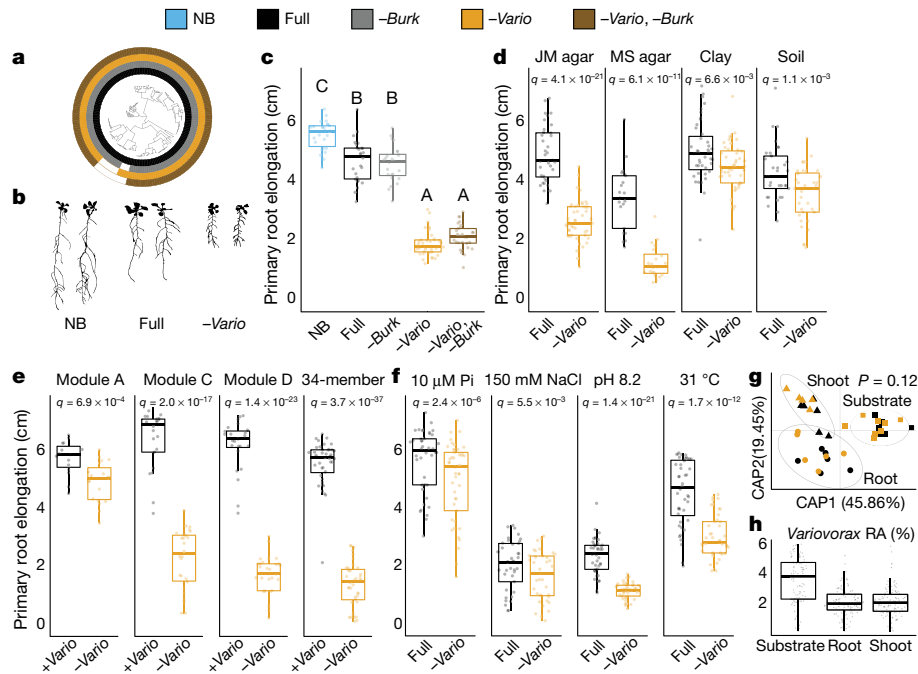 NB Full –Burk –Vario –Vario, –Burk
a
b
NB Full –Vario
c
Primary root elongation (cm)
6
4
2
0
C B B A A
NB Full –Burk –Vario –Vario –Burk
d
Primary root elongation (cm)
6
4
2
0
JM agar MS agar Clay Soil
q = 4.1 × 10–21 q = 6.1 × 10–11 q = 6.6 × 10–3 q = 1.1 × 10–3
Full –Vario Full –Vario Full –Vario Full –Vario
e
Primary root elongation (cm)
6
4
2
0
Module A Module C Module D 34-member
q = 6.9 × 10–4 q = 2.0 × 10–17 q = 1.4 × 10–23 q = 3.7 × 10–37
+Vario –Vario +Vario –Vario +Vario –Vario +Vario –Vario
f
6
4
2
0
10 μM Pi 150 mM NaCl pH 8.2 31 °C
q = 2.4 × 10–6 q = 5.5 × 10–3 q = 1.4 × 10–21 q = 1.7 × 10–12
Full –Vario Full –Vario Full –Vario Full –Vario
g
Shoot P = 0.12
Substrate
Root
CAP2 (19.45%)
CAP1 (45.86%)
h
Variovorax RA (%)
6
4
2
Substrate Root Shoot